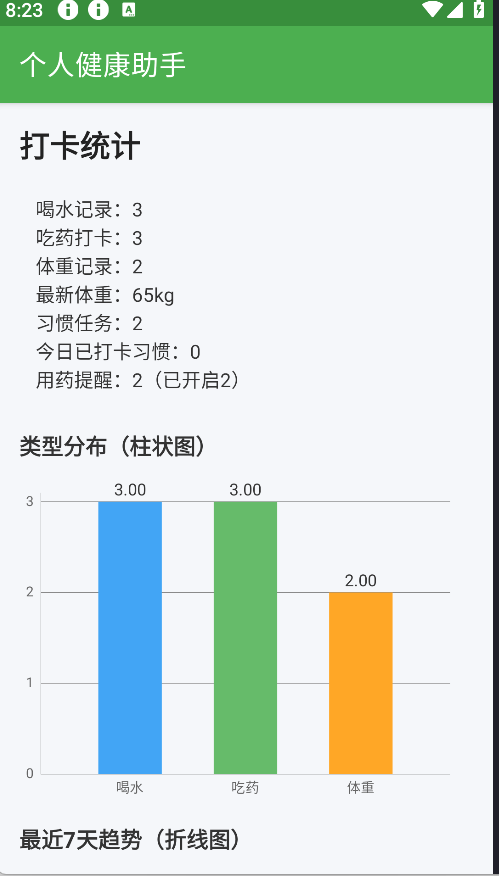 8:23
个人健康助手
打卡统计
喝水记录：3
吃药打卡：3
体重记录：2
最新体重：65kg
习惯任务：2
今日已打卡习惯：0
用药提醒：2（已开启2）
类型分布（柱状图）
3.00 3.00
3
2.00
2
1
0
喝水 吃药 体重
最近7天趋势（折线图）